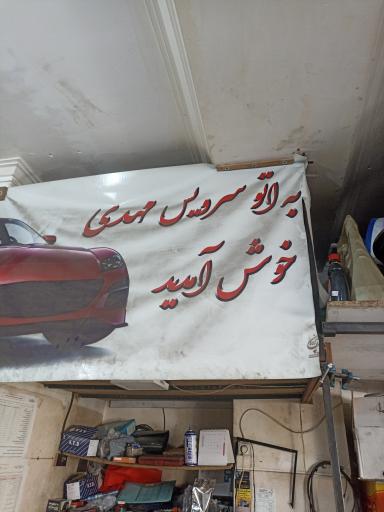 به اتو سرویس مهدی
خوش آمدید